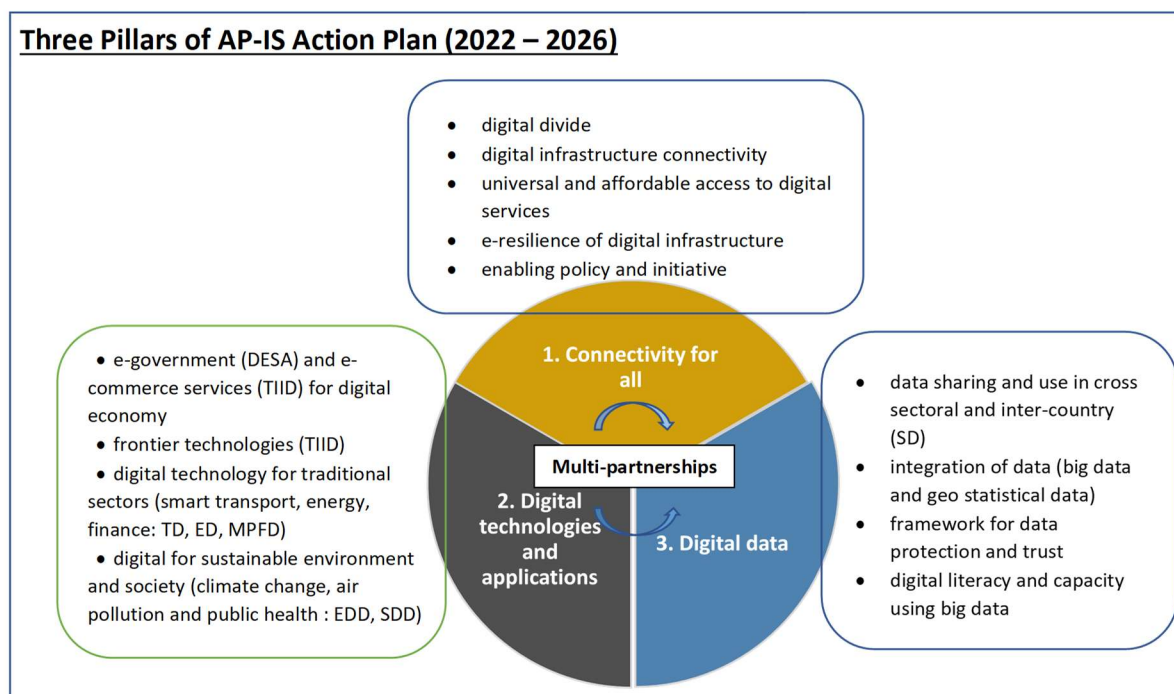 Three Pillars of AP-IS Action Plan (2022 – 2026)
• digital divide
• digital infrastructure connectivity
• universal and affordable access to digital
services
• e-resilience of digital infrastructure
• enabling policy and initiative
1. Connectivity for
all
• e-government (DESA) and e-
commerce services (TIID) for digital
economy
• frontier technologies (TIID)
• digital technology for traditional
sectors (smart transport, energy,
finance: TD, ED, MPFD)
• digital for sustainable environment
and society (climate change, air
pollution and public health : EDD, SDD)
Multi-partnerships
2. Digital
technologies
and
applications
3. Digital data
• data sharing and use in cross
sectoral and inter-country
(SD)
• integration of data (big data
and geo statistical data)
• framework for data
protection and trust
• digital literacy and capacity
using big data